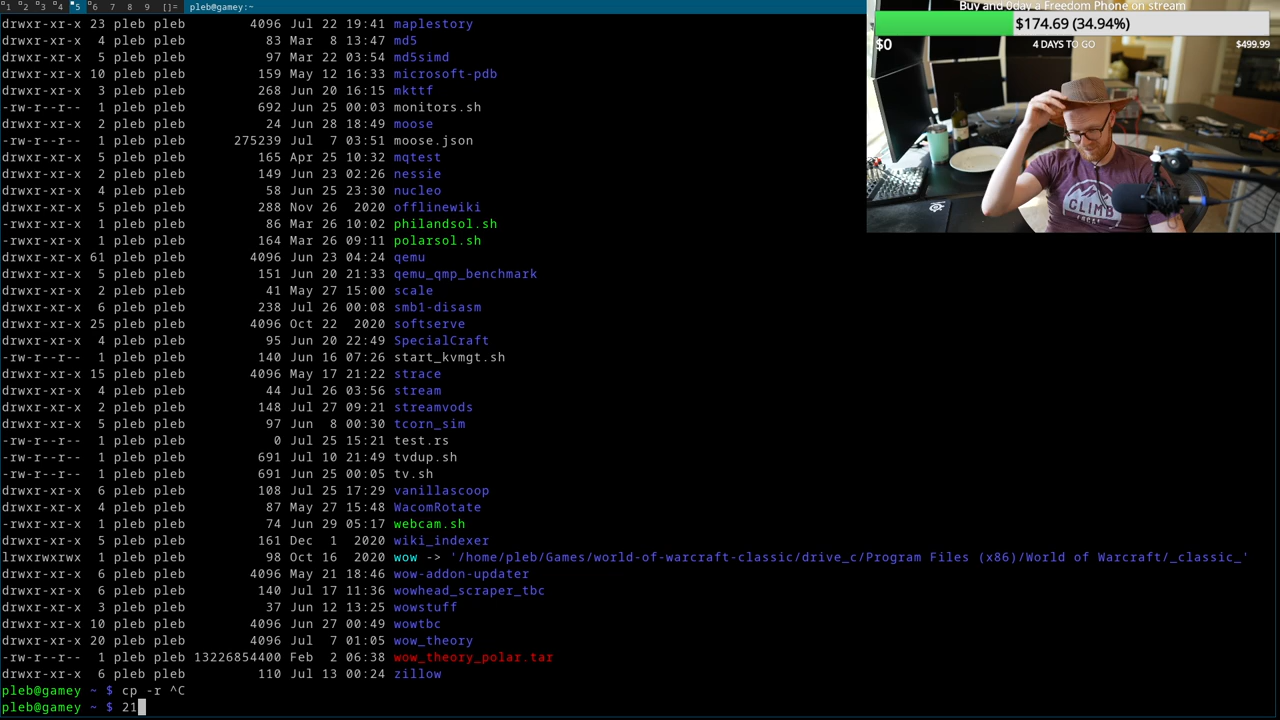 1 2 3 4 5 6 7 8 9 []= pleb@gamey:~
drwxr-xr-x 23 pleb pleb 4096 Jul 22 19:41 maplestory
drwxr-xr-x 4 pleb pleb 83 Mar 8 13:47 md5
drwxr-xr-x 5 pleb pleb 97 Mar 22 03:54 md5simd
drwxr-xr-x 10 pleb pleb 159 May 12 16:33 microsoft-pdb
drwxr-xr-x 3 pleb pleb 268 Jun 20 16:15 mkttf
-rw-r--r-- 1 pleb pleb 692 Jun 25 00:03 monitors.sh
drwxr-xr-x 2 pleb pleb 24 Jun 28 18:49 moose
-rw-r--r-- 1 pleb pleb 275239 Jul 7 03:51 moose.json
drwxr-xr-x 5 pleb pleb 165 Apr 25 10:32 mqtest
drwxr-xr-x 2 pleb pleb 149 Jun 23 02:26 nessie
drwxr-xr-x 4 pleb pleb 58 Jun 25 23:30 nucleo
drwxr-xr-x 5 pleb pleb 288 Nov 26 2020 offlinewiki
-rwxr-xr-x 1 pleb pleb 86 Mar 26 10:02 philandsol.sh
-rwxr-xr-x 1 pleb pleb 164 Mar 26 09:11 polarsol.sh
drwxr-xr-x 61 pleb pleb 4096 Jun 23 04:24 qemu
drwxr-xr-x 5 pleb pleb 151 Jun 20 21:33 qemu_qmp_benchmark
drwxr-xr-x 2 pleb pleb 41 May 27 15:00 scale
drwxr-xr-x 6 pleb pleb 238 Jul 26 00:08 smb1-disasm
drwxr-xr-x 25 pleb pleb 4096 Oct 22 2020 softserve
drwxr-xr-x 4 pleb pleb 95 Jun 20 22:49 SpecialCraft
-rw-r--r-- 1 pleb pleb 140 Jun 16 07:26 start_kvmgt.sh
drwxr-xr-x 15 pleb pleb 4096 May 17 21:22 strace
drwxr-xr-x 4 pleb pleb 44 Jul 26 03:56 stream
drwxr-xr-x 2 pleb pleb 148 Jul 27 09:21 streamvods
drwxr-xr-x 5 pleb pleb 97 Jun 8 00:30 tcorn_sim
-rw-r--r-- 1 pleb pleb 0 Jul 25 15:21 test.rs
-rw-r--r-- 1 pleb pleb 691 Jul 10 21:49 tvdup.sh
-rw-r--r-- 1 pleb pleb 691 Jun 25 00:05 tv.sh
drwxr-xr-x 6 pleb pleb 108 Jul 25 17:29 vanillascoop
drwxr-xr-x 4 pleb pleb 87 May 27 15:48 WacomRotate
-rwxr-xr-x 1 pleb pleb 74 Jun 29 05:17 webcam.sh
drwxr-xr-x 5 pleb pleb 161 Dec 1 2020 wiki_indexer
lrwxrwxrwx 1 pleb pleb 98 Oct 16 2020 wow -> '/home/pleb/Games/world-of-warcraft-classic/drive_c/Program Files (x86)/World of Warcraft/_classic_'
drwxr-xr-x 6 pleb pleb 4096 May 21 18:46 wow-addon-updater
drwxr-xr-x 6 pleb pleb 140 Jul 17 11:36 wowhead_scraper_tbc
drwxr-xr-x 3 pleb pleb 37 Jun 12 13:25 wowstuff
drwxr-xr-x 10 pleb pleb 4096 Jun 27 00:49 wowtbc
drwxr-xr-x 20 pleb pleb 4096 Jul 7 01:05 wow_theory
-rw-r--r-- 1 pleb pleb 13226854400 Feb 2 06:38 wow_theory_polar.tar
drwxr-xr-x 6 pleb pleb 110 Jul 13 00:24 zillow
pleb@gamey ~ $ cp -r ^C
pleb@gamey ~ $ 21
Buy and 0day a Freedom Phone on stream
$174.69 (34.94%)
$0 4 DAYS TO GO $499.99
CLIMB